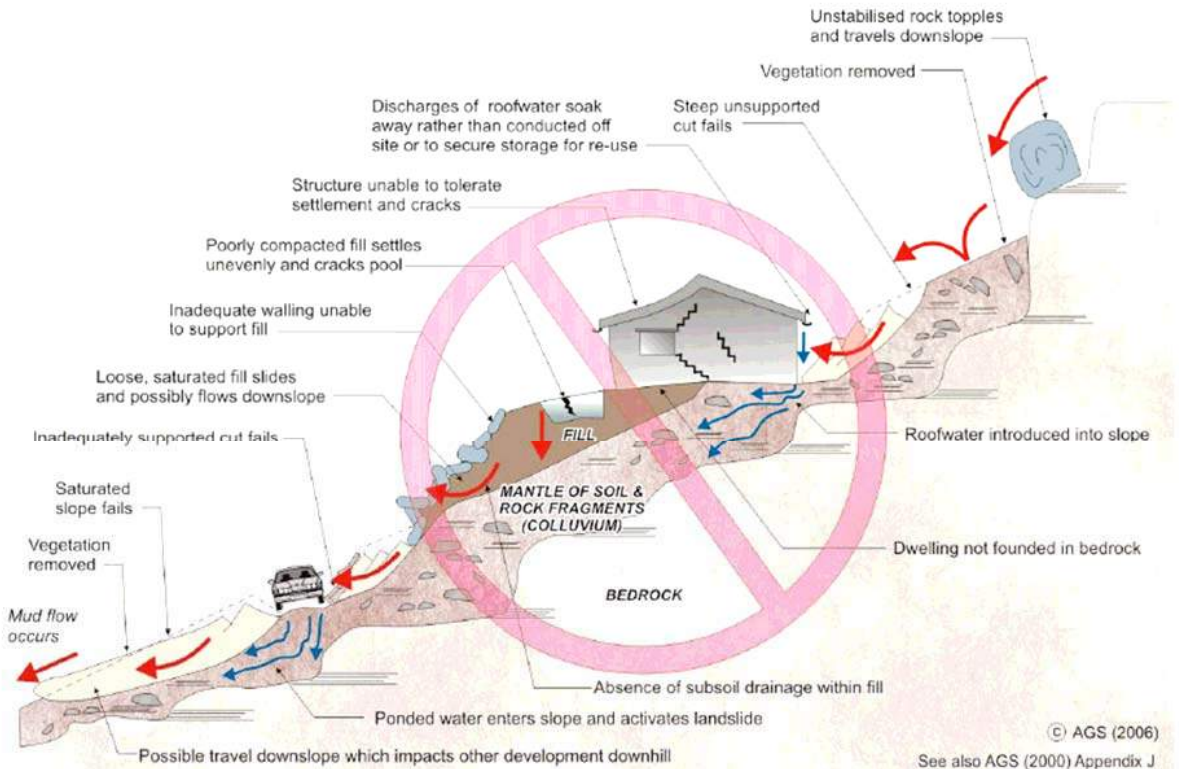 Unstabilised rock topples
and travels downslope
Vegetation removed
Discharges of roofwater soak
away rather than conducted off
site or to secure storage for re-use
Steep unsupported
cut fails
Structure unable to tolerate
settlement and cracks
Poorly compacted fill settles
unevenly and cracks pool
Inadequate walling unable
to support fill
Loose, saturated fill slides
and possibly flows downslope
Inadequately supported cut fails
Saturated
slope fails
Vegetation
removed
Mud flow
occurs
FILL
MANTLE OF SOIL &
ROCK FRAGMENTS
(COLLUVIUM)
Roofwater introduced into slope
Dwelling not founded in bedrock
BEDROCK
Absence of subsoil drainage within fill
Ponded water enters slope and activates landslide
Possible travel downslope which impacts other development downhill
© AGS (2006)
See also AGS (2000) Appendix J